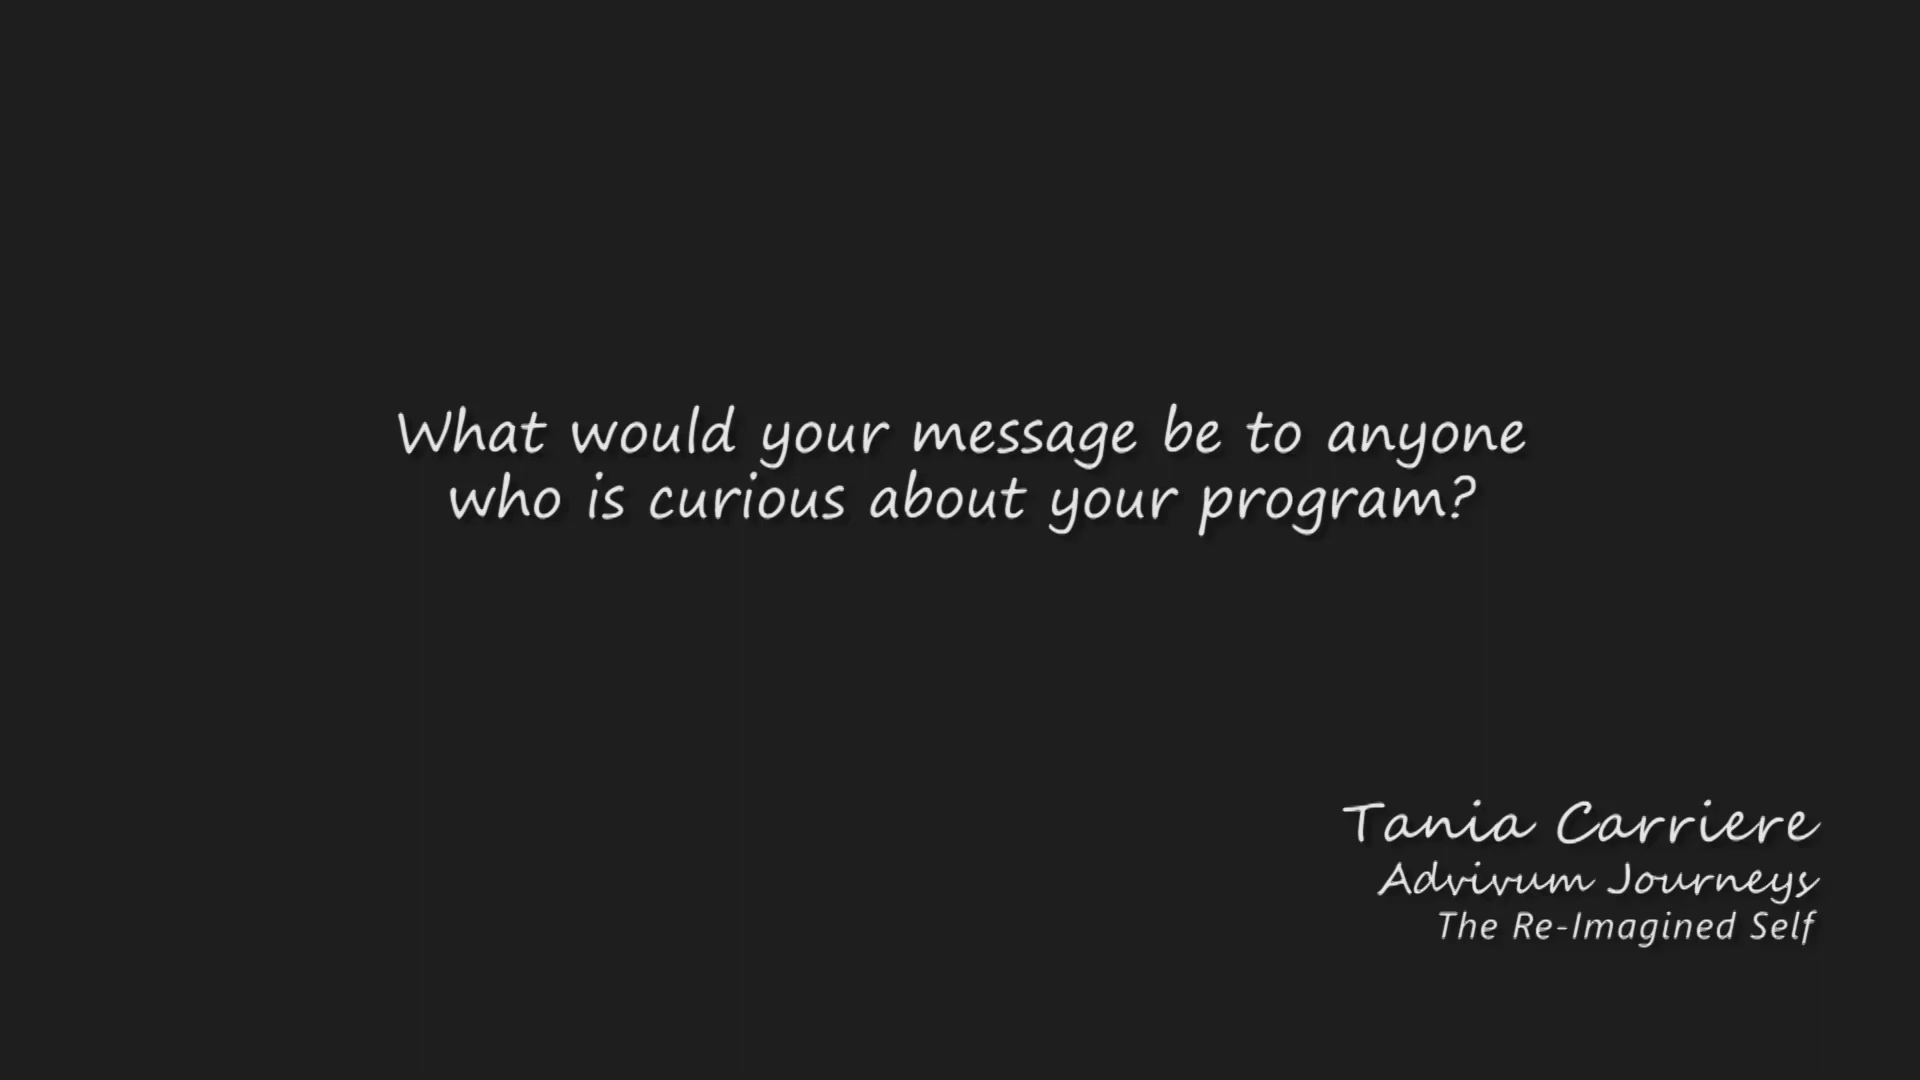 What would your message be to anyone
who is curious about your program?
Tania Carriere
Advivum Journeys
The Re-Imagined Self